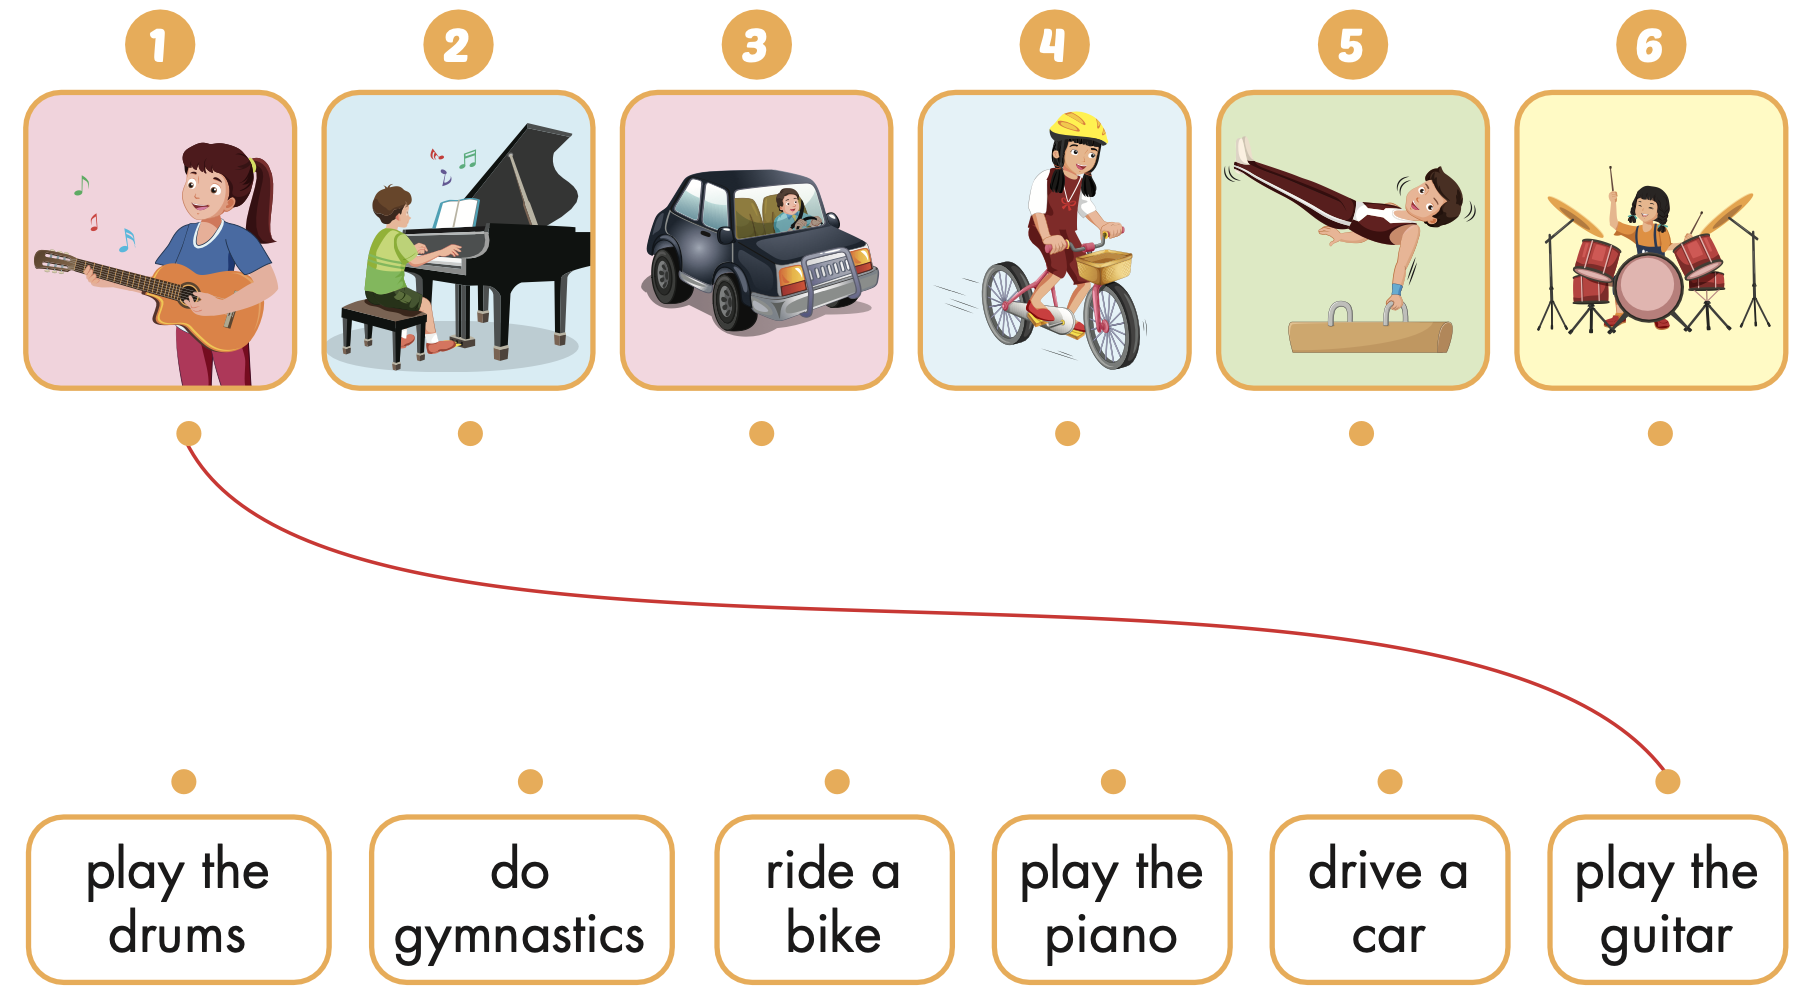 1
2
3
4
5
6
play the
drums
do
gymnastics
ride a
bike
play the
piano
drive a
car
play the
guitar